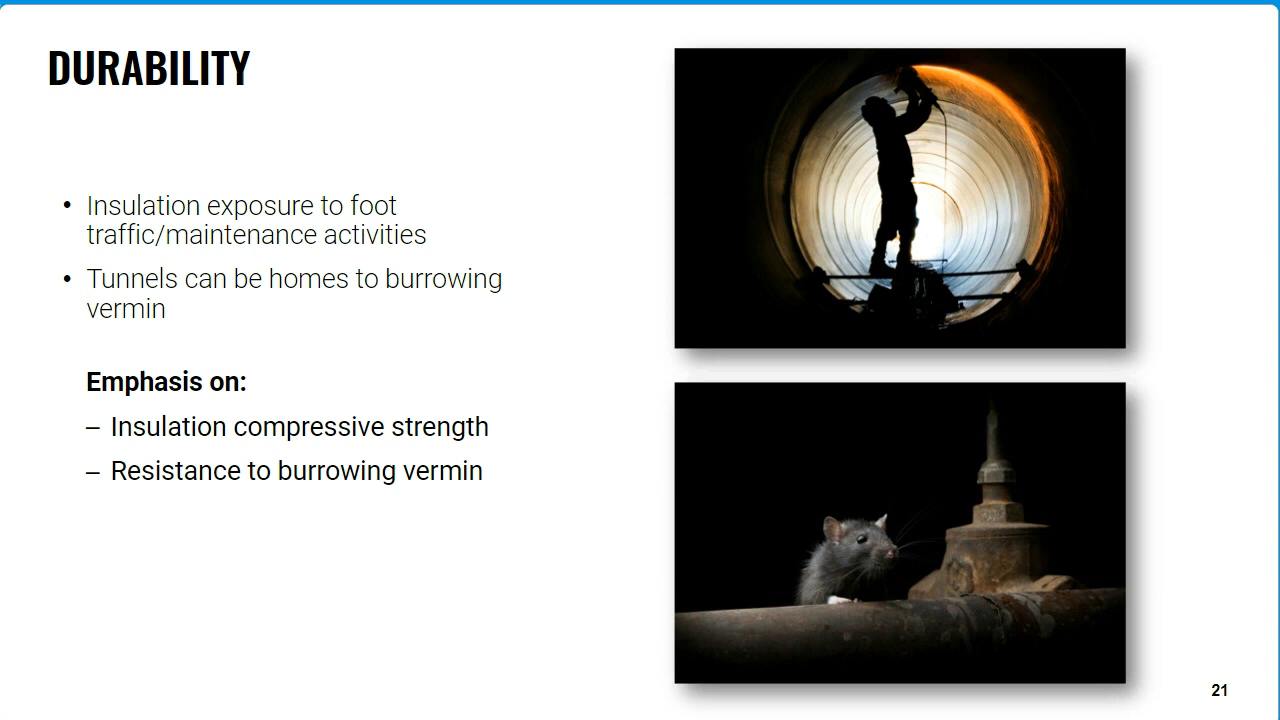 DURABILITY
• Insulation exposure to foot
traffic/maintenance activities
• Tunnels can be homes to burrowing
vermin
Emphasis on:
– Insulation compressive strength
– Resistance to burrowing vermin
21